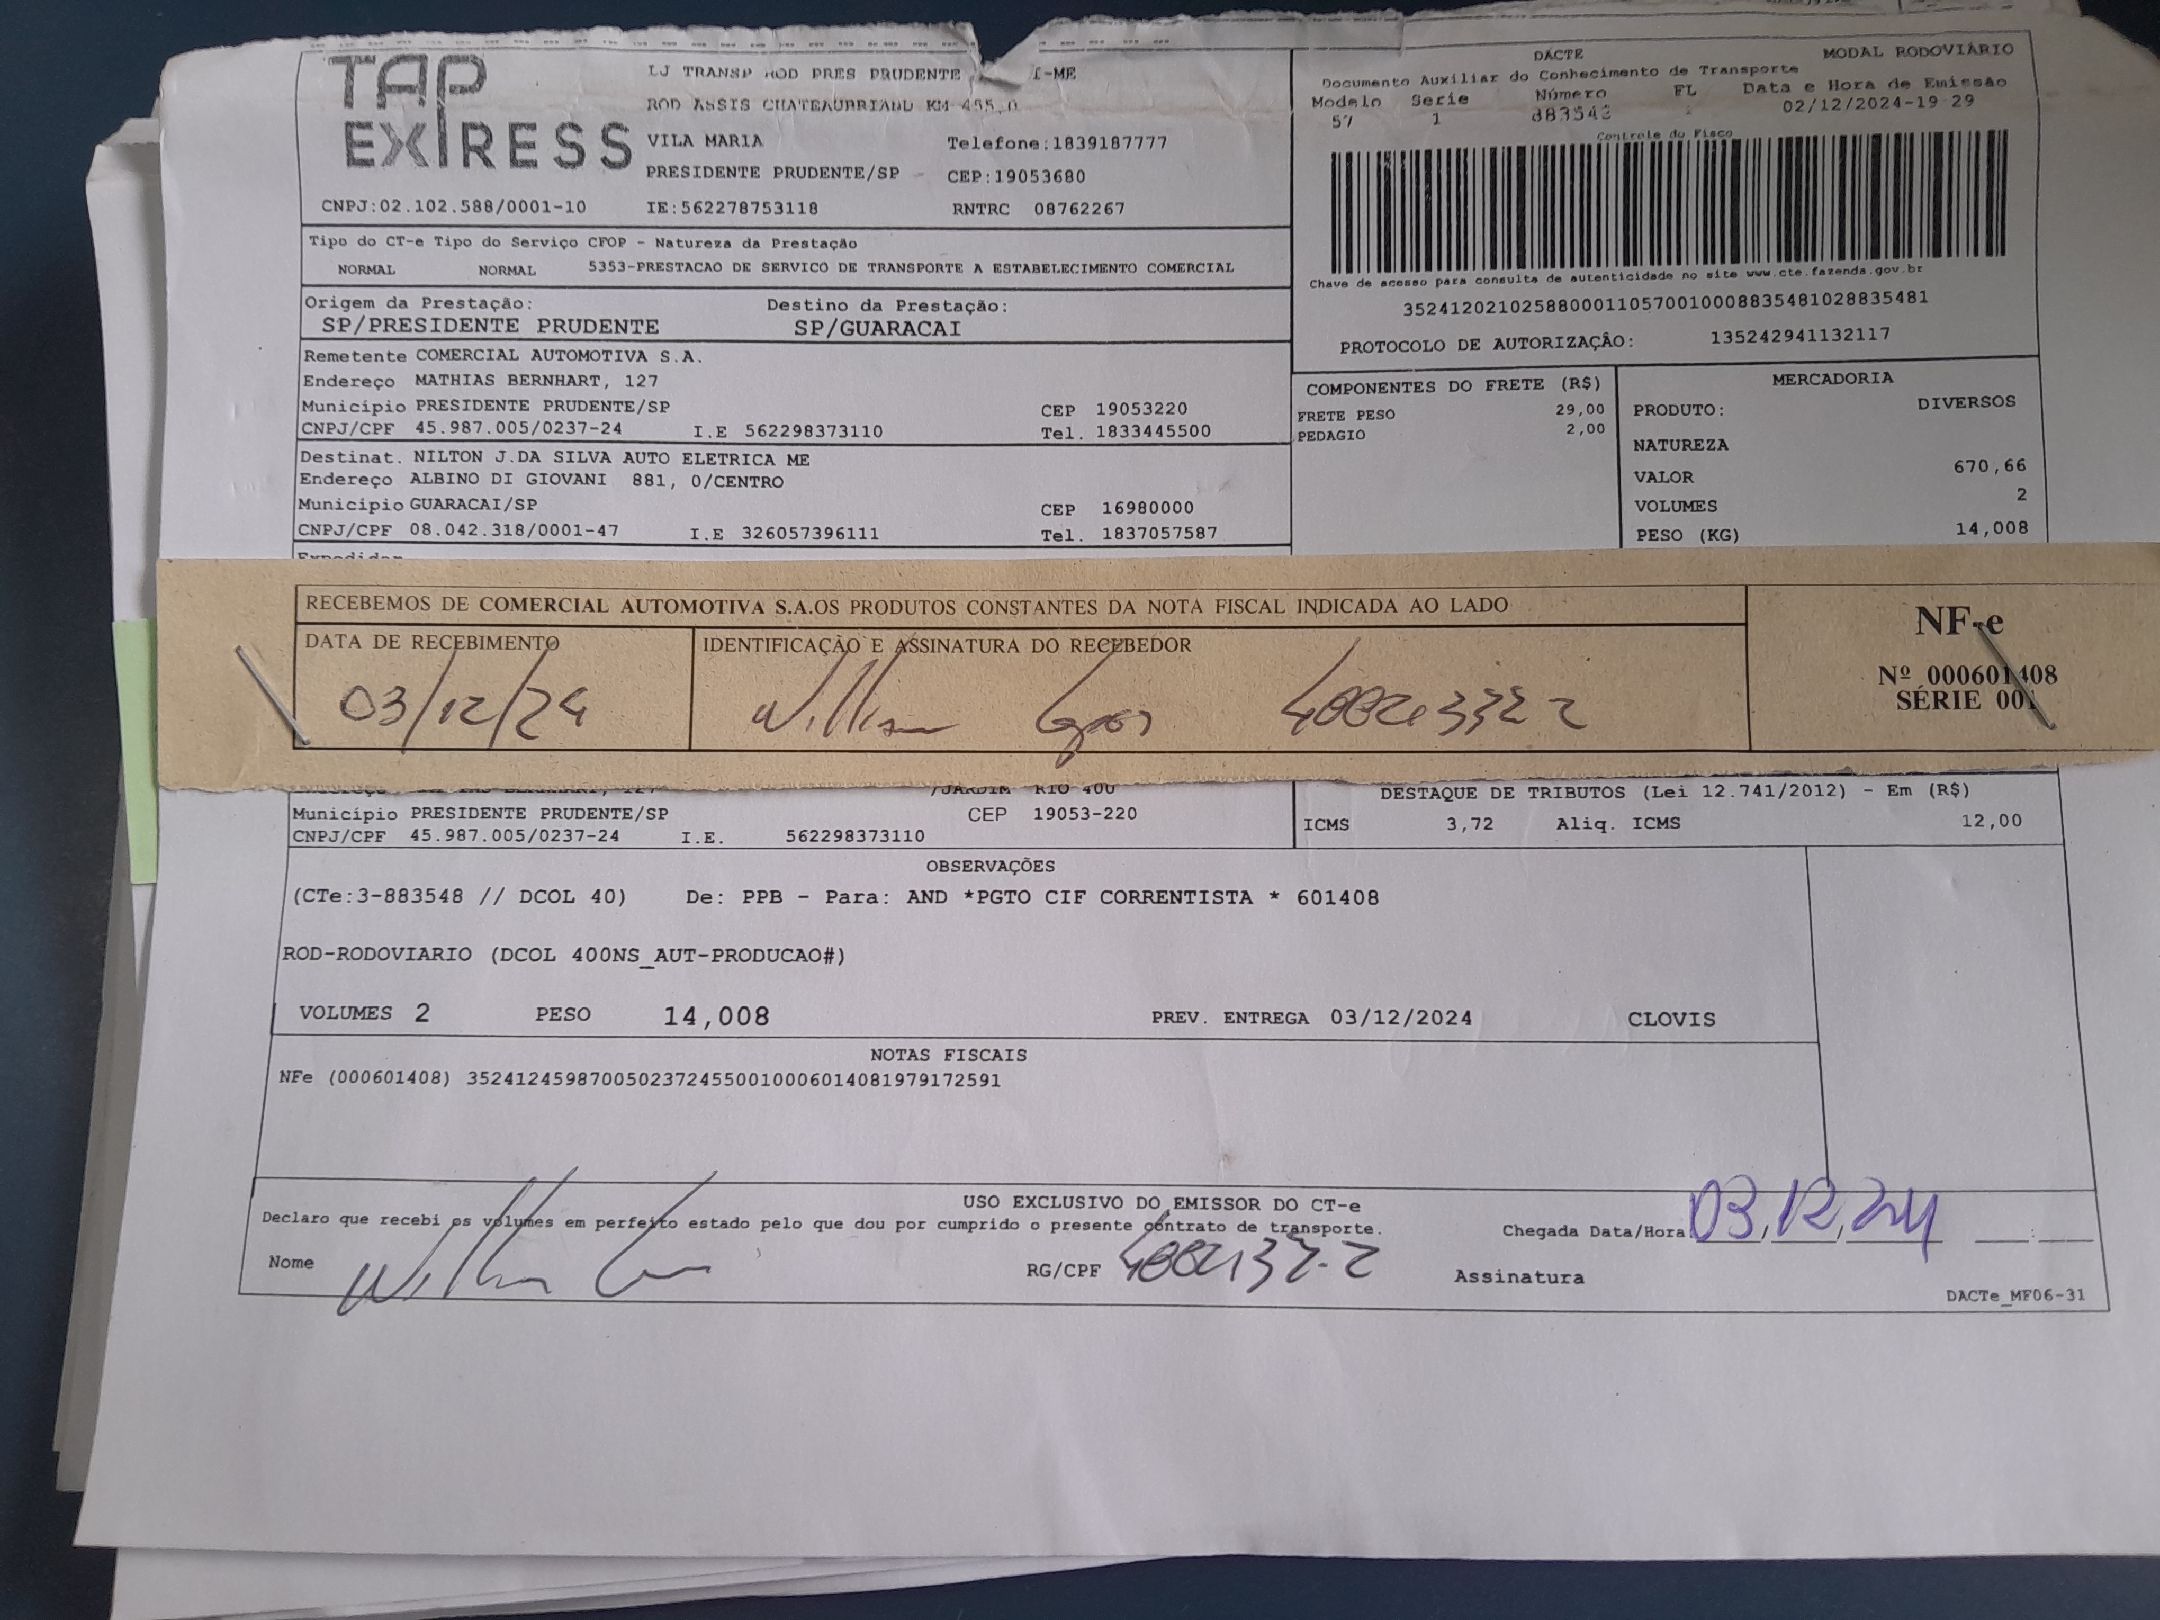 TAP EXPRESS
LJ TRANSP ROD PRES PRUDENTE I-ME
ROD ASSIS CHATEAUBRIAND KM 455,0
VILA MARIA Telefone:1839187777
PRESIDENTE PRUDENTE/SP - CEP:19053680
CNPJ:02.102.588/0001-10 IE:562278753118 RNTRC 08762267
DACTE MODAL RODOVIÁRIO
Documento Auxiliar do Conhecimento de Transporte
Modelo Serie Número FL Data e Hora de Emissão
57 1 883548 02/12/2024-19:29
Controle do Fisco
Chave de acesso para consulta de autenticidade no site www.cte.fazenda.gov.br
35241202102588000110570010008835481028835481
PROTOCOLO DE AUTORIZAÇÃO: 135242941132117
Tipo do CT-e Tipo do Serviço CFOP - Natureza da Prestação
NORMAL NORMAL 5353-PRESTACAO DE SERVICO DE TRANSPORTE A ESTABELECIMENTO COMERCIAL
Origem da Prestação: Destino da Prestação:
SP/PRESIDENTE PRUDENTE SP/GUARACAI
Remetente COMERCIAL AUTOMOTIVA S.A.
Endereço MATHIAS BERNHART, 127
Município PRESIDENTE PRUDENTE/SP CEP 19053220
CNPJ/CPF 45.987.005/0237-24 I.E 562298373110 Tel. 1833445500
Destinat. NILTON J.DA SILVA AUTO ELETRICA ME
Endereço ALBINO DI GIOVANI 881, 0/CENTRO
Município GUARACAI/SP CEP 16980000
CNPJ/CPF 08.042.318/0001-47 I.E 326057396111 Tel. 1837057587
COMPONENTES DO FRETE (R$)
FRETE PESO 29,00
PEDAGIO 2,00
MERCADORIA
PRODUTO: DIVERSOS
NATUREZA
VALOR 670,66
VOLUMES 2
PESO (KG) 14,008
RECEBEMOS DE COMERCIAL AUTOMOTIVA S.A.OS PRODUTOS CONSTANTES DA NOTA FISCAL INDICADA AO LADO
DATA DE RECEBIMENTO IDENTIFICAÇÃO E ASSINATURA DO RECEBEDOR
03/12/24
NF-e
Nº 000601408
SÉRIE 001
/JARDIM RIO 400
Município PRESIDENTE PRUDENTE/SP CEP 19053-220
CNPJ/CPF 45.987.005/0237-24 I.E. 562298373110
DESTAQUE DE TRIBUTOS (Lei 12.741/2012) - Em (R$)
ICMS 3,72 Aliq. ICMS 12,00
OBSERVAÇÕES
(CTe:3-883548 // DCOL 40) De: PPB - Para: AND *PGTO CIF CORRENTISTA * 601408
ROD-RODOVIARIO (DCOL 400NS_AUT-PRODUCAO#)
VOLUMES 2 PESO 14,008 PREV. ENTREGA 03/12/2024 CLOVIS
NOTAS FISCAIS
NFe (000601408) 35241245987005023724550010006014081979172591
USO EXCLUSIVO DO EMISSOR DO CT-e
Declaro que recebi os volumes em perfeito estado pelo que dou por cumprido o presente contrato de transporte. Chegada Data/Hora 03,12,24
Nome RG/CPF Assinatura
DACTe_MF06-31